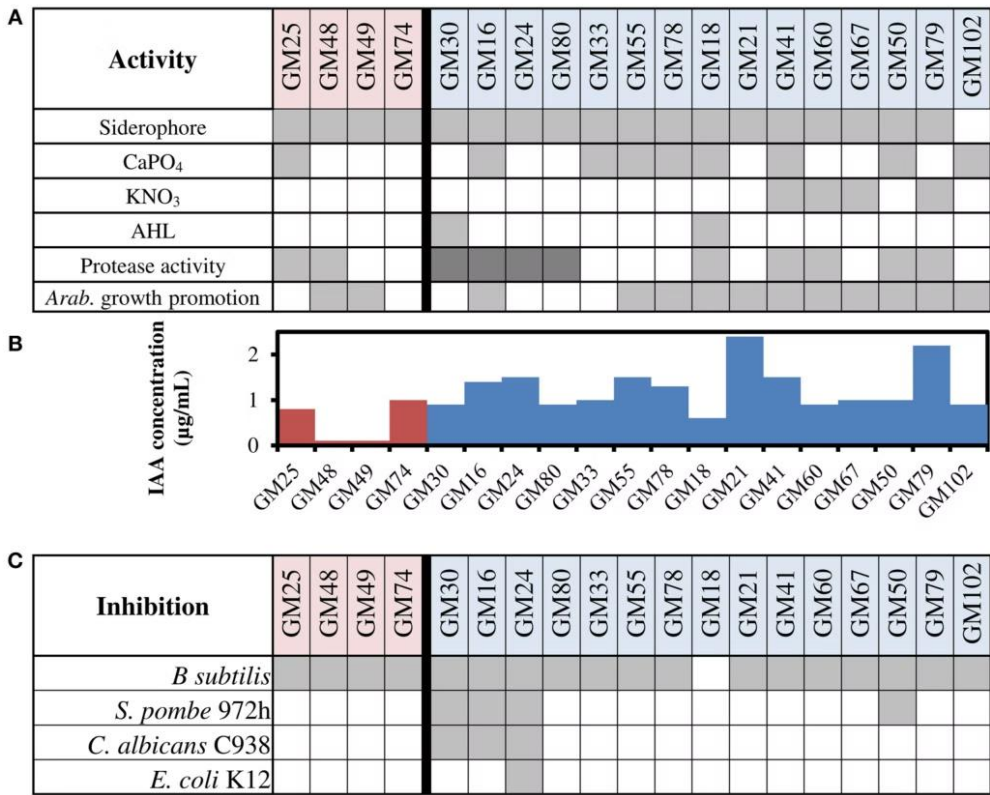 A
Activity GM25 GM48 GM49 GM74 GM30 GM16 GM24 GM80 GM33 GM55 GM78 GM18 GM21 GM41 GM60 GM67 GM50 GM79 GM102
Siderophore
CaPO₄
KNO₃
AHL
Protease activity
Arab. growth promotion
B
IAA concentration
(µg/mL)
2
1
0
GM25 GM48 GM49 GM74 GM30 GM16 GM24 GM80 GM33 GM55 GM78 GM18 GM21 GM41 GM60 GM67 GM50 GM79 GM102
C
Inhibition GM25 GM48 GM49 GM74 GM30 GM16 GM24 GM80 GM33 GM55 GM78 GM18 GM21 GM41 GM60 GM67 GM50 GM79 GM102
B subtilis
S. pombe 972h
C. albicans C938
E. coli K12